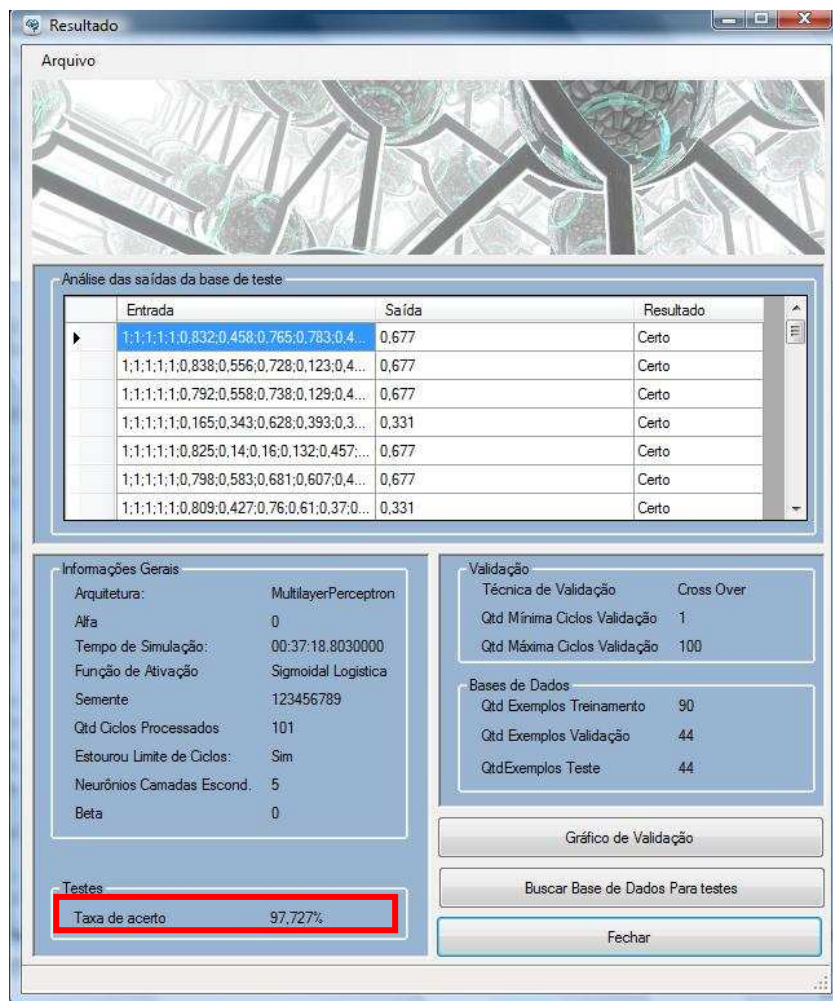 Resultado
Arquivo
Análise das saídas da base de teste
Entrada Saída Resultado
1;1;1;1;1;0,832;0,458;0,765;0,783;0,4... 0,677 Certo
1;1;1;1;1;0,838;0,556;0,728;0,123;0,4... 0,677 Certo
1;1;1;1;1;0,792;0,558;0,738;0,129;0,4... 0,677 Certo
1;1;1;1;1;0,165;0,343;0,628;0,393;0,3... 0,331 Certo
1;1;1;1;1;0,825;0,14;0,16;0,132;0,457;... 0,677 Certo
1;1;1;1;1;0,798;0,583;0,681;0,607;0,4... 0,677 Certo
1;1;1;1;1;0,809;0,427;0,76;0,61;0,37;0... 0,331 Certo
Informações Gerais
Arquitetura: MultilayerPerceptron
Alfa 0
Tempo de Simulação: 00:37:18.8030000
Função de Ativação Sigmoidal Logistica
Semente 123456789
Qtd Ciclos Processados 101
Estourou Limite de Ciclos: Sim
Neurônios Camadas Escond. 5
Beta 0
Testes
Taxa de acerto 97,727%
Validação
Técnica de Validação Cross Over
Qtd Mínima Ciclos Validação 1
Qtd Máxima Ciclos Validação 100
Bases de Dados
Qtd Exemplos Treinamento 90
Qtd Exemplos Validação 44
QtdExemplos Teste 44
Gráfico de Validação
Buscar Base de Dados Para testes
Fechar